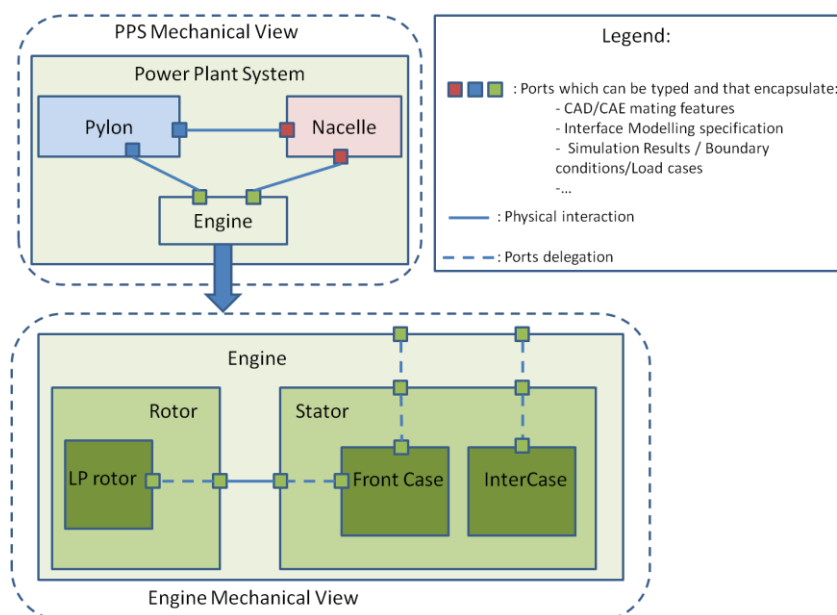 PPS Mechanical View
Power Plant System
Pylon
Nacelle
Engine
Legend:
: Ports which can be typed and that encapsulate:
- CAD/CAE mating features
- Interface Modelling specification
- Simulation Results / Boundary
conditions/Load cases
-...
: Physical interaction
: Ports delegation
Engine
Rotor
Stator
LP rotor
Front Case
InterCase
Engine Mechanical View